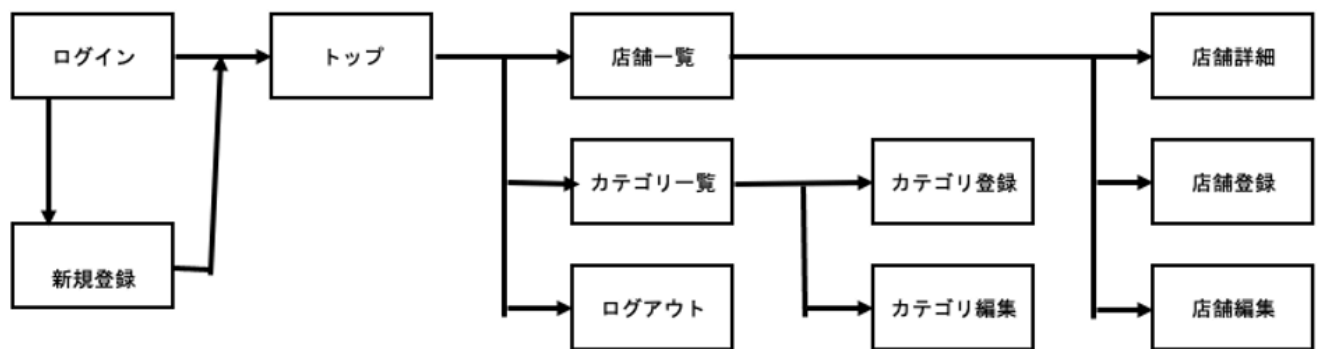 ログイン
トップ
店舗一覧
店舗詳細
カテゴリ一覧
カテゴリ登録
店舗登録
新規登録
ログアウト
カテゴリ編集
店舗編集